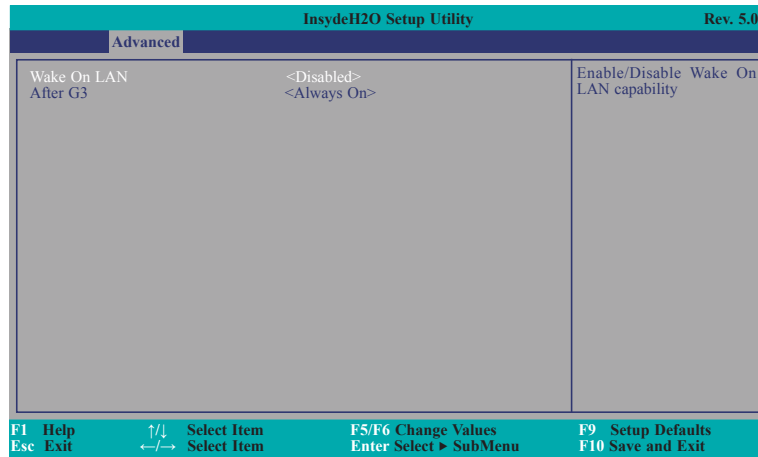 InsydeH2O Setup Utility Rev. 5.0
Advanced
Wake On LAN <Disabled>
After G3 <Always On>
Enable/Disable Wake On
LAN capability
F1 Help ↑/↓ Select Item F5/F6 Change Values F9 Setup Defaults
Esc Exit ←/→ Select Item Enter Select ► SubMenu F10 Save and Exit